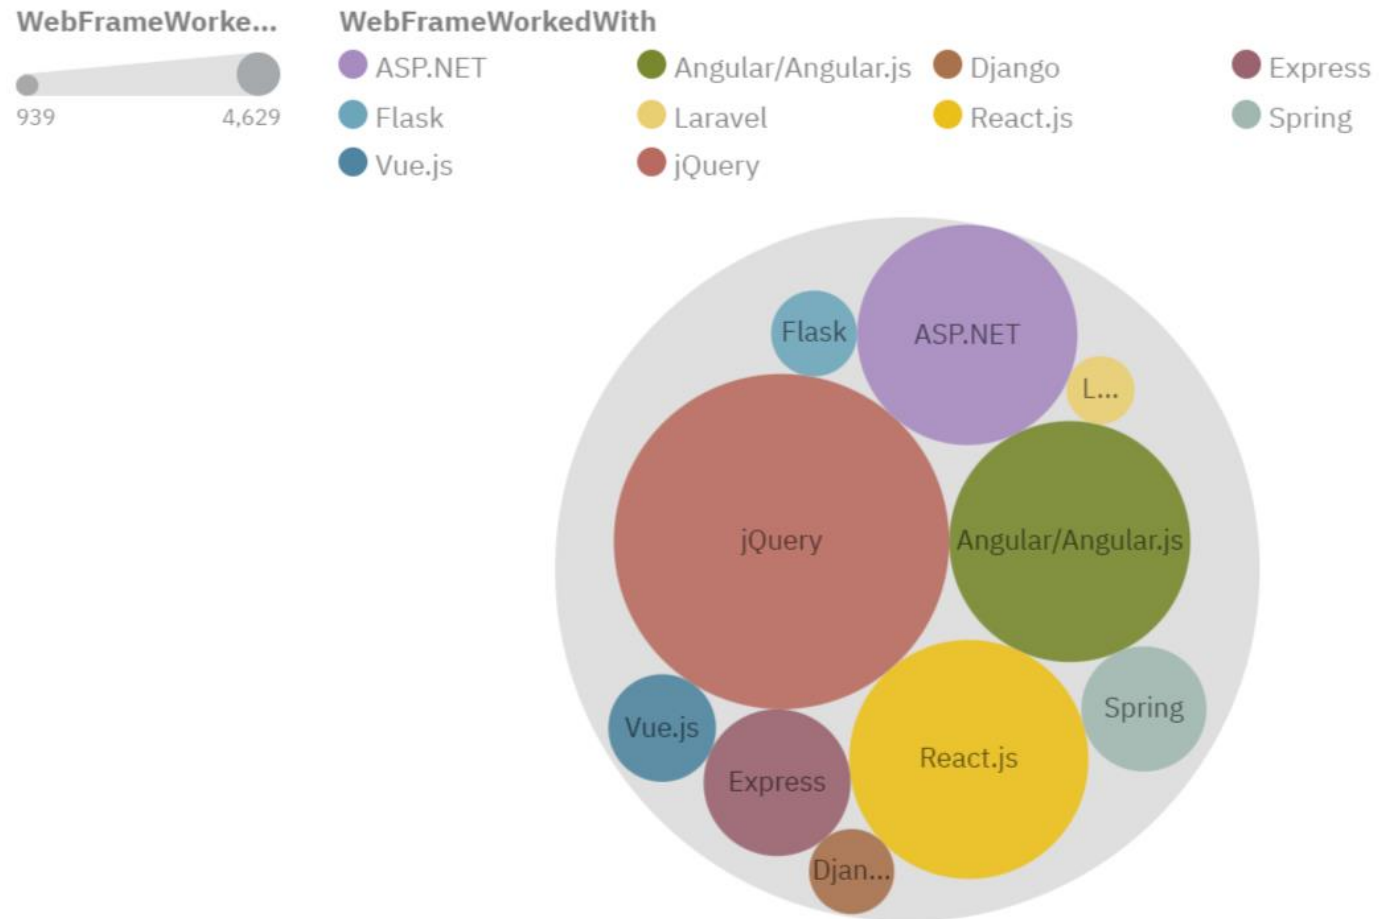 WebFrameWorke... WebFrameWorkedWith
ASP.NET Angular/Angular.js Django Express
939 4,629 Flask Laravel React.js Spring
Vue.js jQuery
Flask ASP.NET
L...
jQuery Angular/Angular.js
Spring
Vue.js
React.js
Express
Djan...